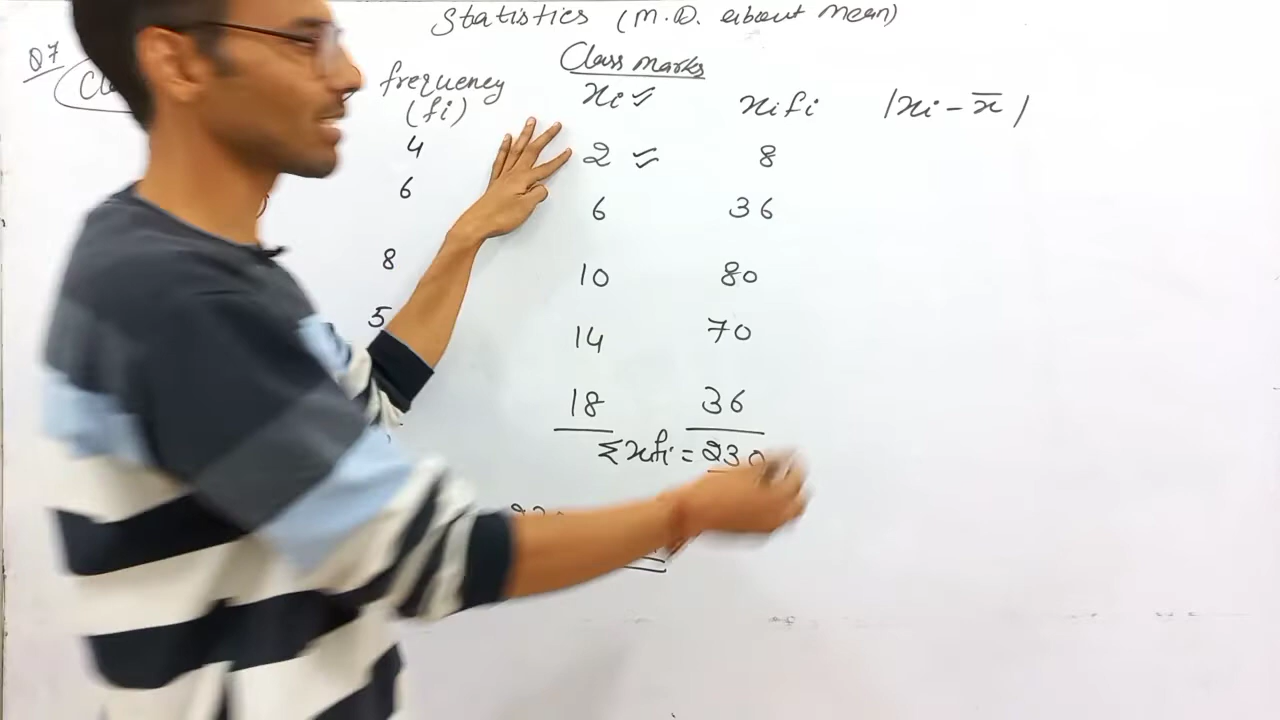 Statistics (M.D. about Mean)
Q7
frequency (fi)
Class marks xi
xifi
|xi - x̅|
4 2 8
6 6 36
8 10 80
5 14 70
18 36
Σxifi = 230